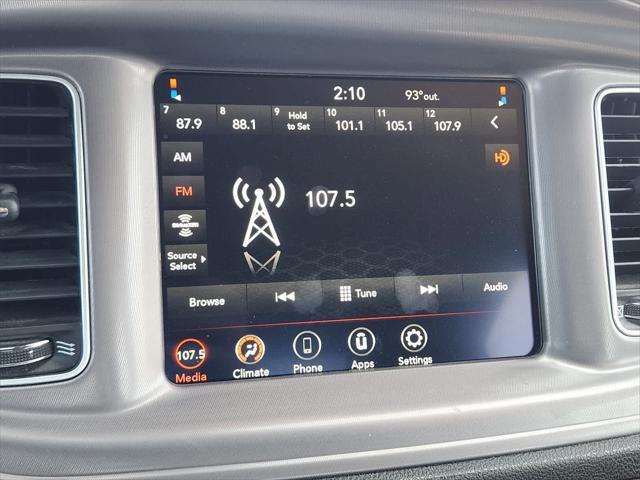 2:10 93°out.
7 8 9 Hold to Set 10 11 12
87.9 88.1 101.1 105.1 107.9
AM
HD
FM
107.5
SiriusXM
Source
Select
Browse Tune Audio
107.5
Media Climate Phone Apps Settings